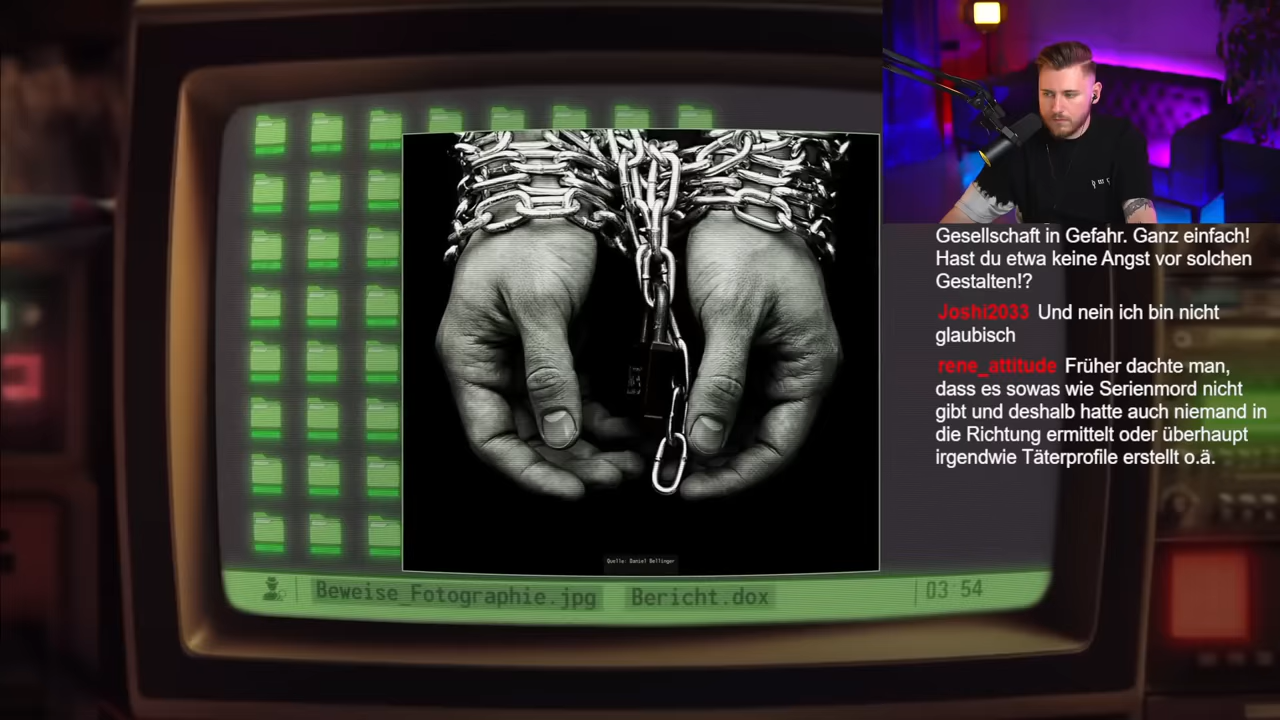 Gesellschaft in Gefahr. Ganz einfach!
Hast du etwa keine Angst vor solchen
Gestalten!?
Joshi2033 Und nein ich bin nicht
glaubisch
rene_attitude Früher dachte man,
dass es sowas wie Serienmord nicht
gibt und deshalb hatte auch niemand in
die Richtung ermittelt oder überhaupt
irgendwie Täterprofile erstellt o.ä.
Quelle: Daniel Bellinger
Beweise_Fotographie.jpg Bericht.dox 03:54